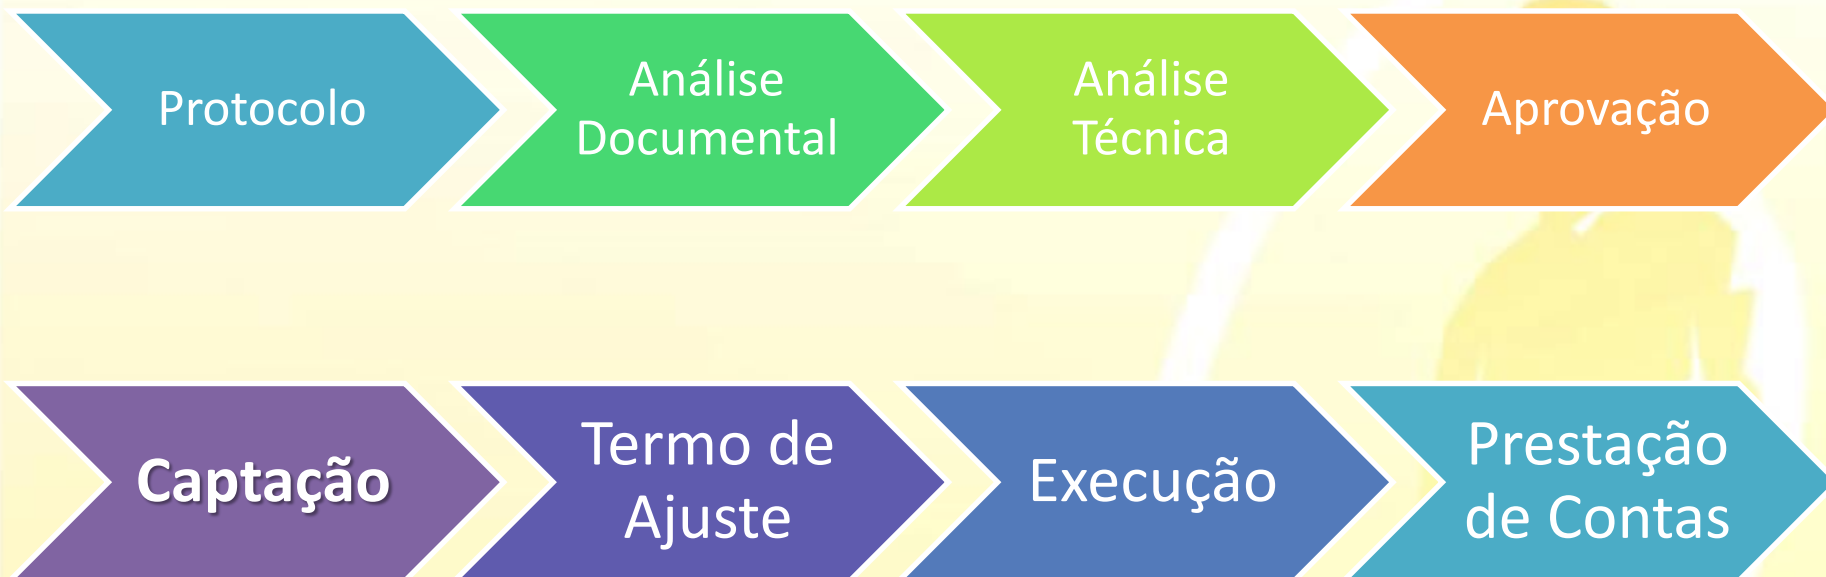 Protocolo
Análise
Documental
Análise
Técnica
Aprovação
Captação
Termo de
Ajuste
Execução
Prestação
de Contas